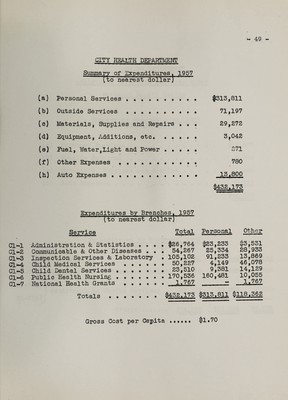 - 49 -
CITY HEALTH DEPARTMENT
Summary of Expenditures, 1957
(to nearest dollar)
(a) Personal Services . . . . . . . . . . $313,811
(b) Outside Services . . . . . . . . . . 71,197
(c) Materials, Supplies and Repairs . . . 29,272
(d) Equipment, Additions, etc. . . . . . 3,042
(e) Fuel, Water, Light and Power . . . . 271
(f) Other Expenses . . . . . . . . . . . 780
(h) Auto Expenses . . . . . . . . . . . . 13,800
$432,173
Expenditures by Branches, 1957
(to nearest dollar)
Service Total Personal Other
C1-1 Administration & Statistics . . . . $26,764 $23,233 $3,531
C1-2 Communicable & Other Diseases . . . 54,267 25,334 28,933
C1-3 Inspection Services & Laboratory . 105,102 91,233 13,869
C1-4 Child Medical Services . . . . . . 50,227 4,149 46,078
C1-5 Child Dental Services . . . . . . . 23,510 9,381 14,129
C1-6 Public Health Nursing . . . . . . . 170,536 160,481 10,055
C1-7 National Health Grants . . . . . . 1,767 - 1,767
Totals . . . . . . . $432,173 $313,811 $118,362
Gross Cost per Capita ...... $1.70